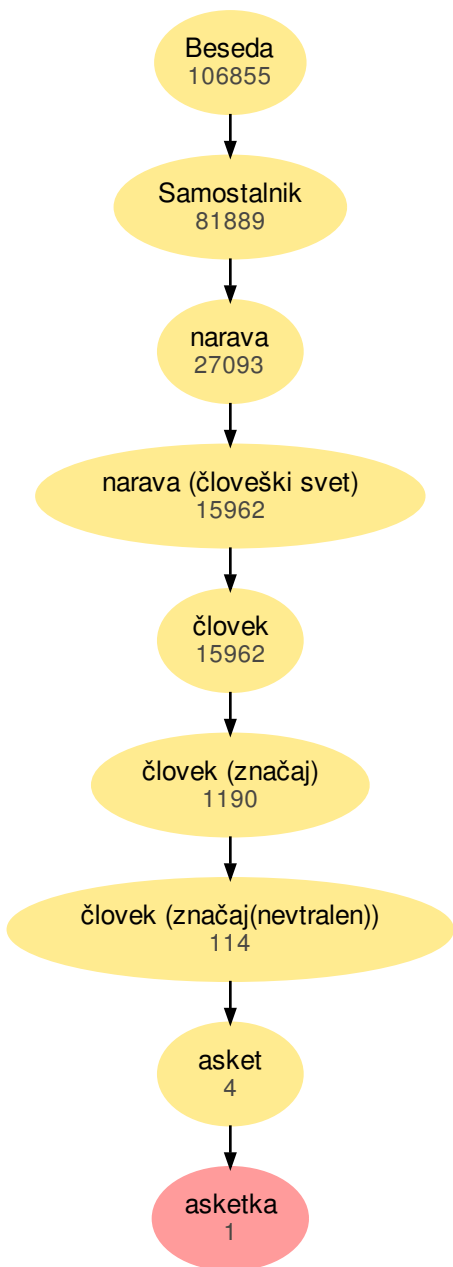 Beseda
106855
Samostalnik
81889
narava
27093
narava (človeški svet)
15962
človek
15962
človek (značaj)
1190
človek (značaj(nevtralen))
114
asket
4
asketka
1